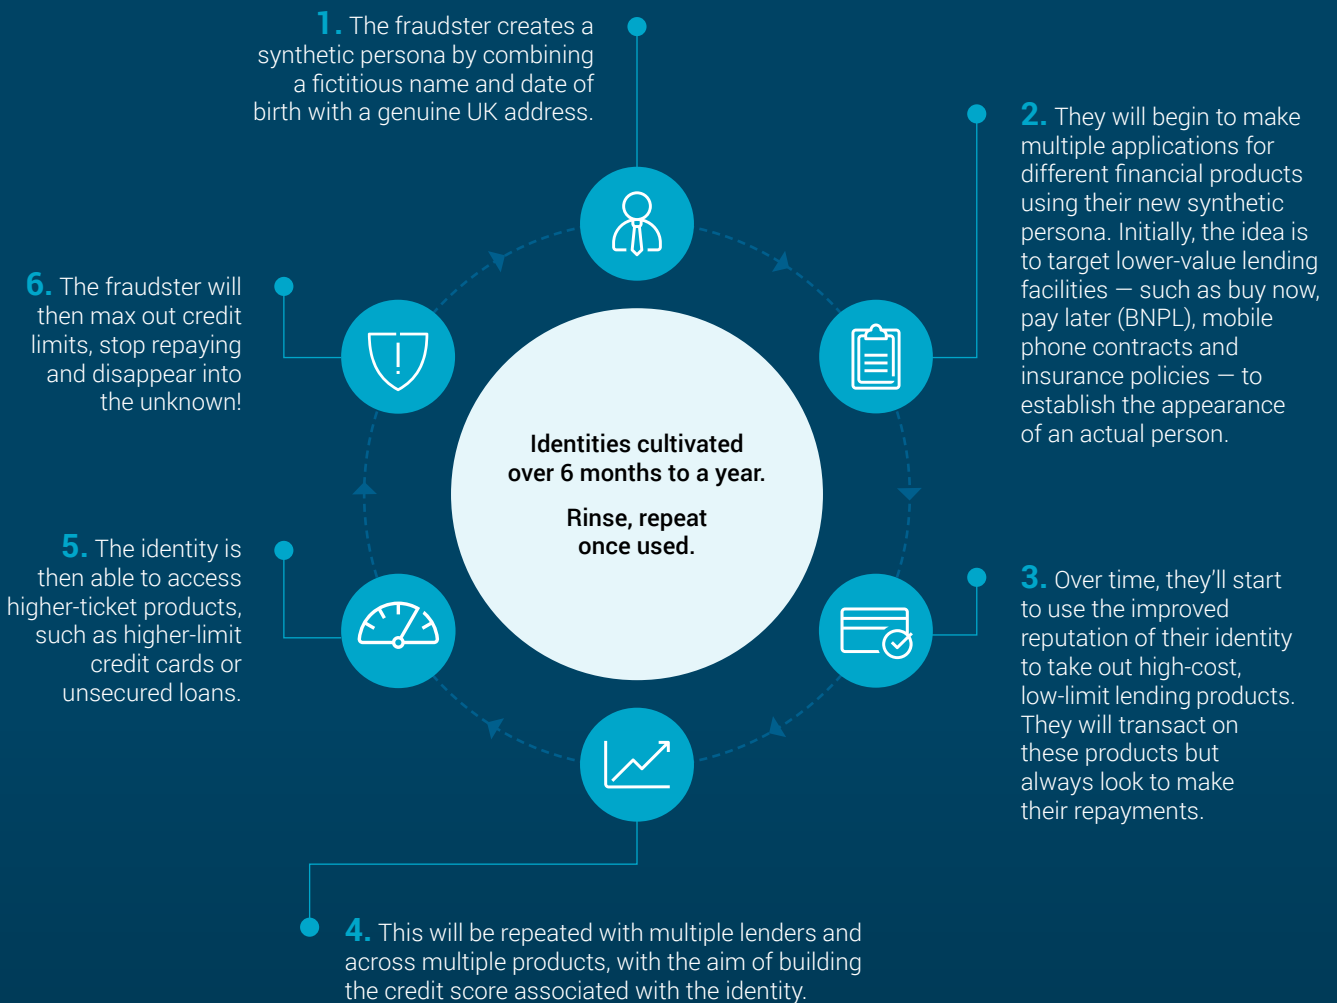 1. The fraudster creates a
synthetic persona by combining
a fictitious name and date of
birth with a genuine UK address.
2. They will begin to make
multiple applications for
different financial products
using their new synthetic
persona. Initially, the idea is
to target lower-value lending
facilities — such as buy now,
pay later (BNPL), mobile
phone contracts and
insurance policies — to
establish the appearance
of an actual person.
3. Over time, they’ll start
to use the improved
reputation of their identity
to take out high-cost,
low-limit lending products.
They will transact on
these products but
always look to make
their repayments.
4. This will be repeated with multiple lenders and
across multiple products, with the aim of building
the credit score associated with the identity.
5. The identity is
then able to access
higher-ticket products,
such as higher-limit
credit cards or
unsecured loans.
6. The fraudster will
then max out credit
limits, stop repaying
and disappear into
the unknown!
Identities cultivated
over 6 months to a year.
Rinse, repeat
once used.